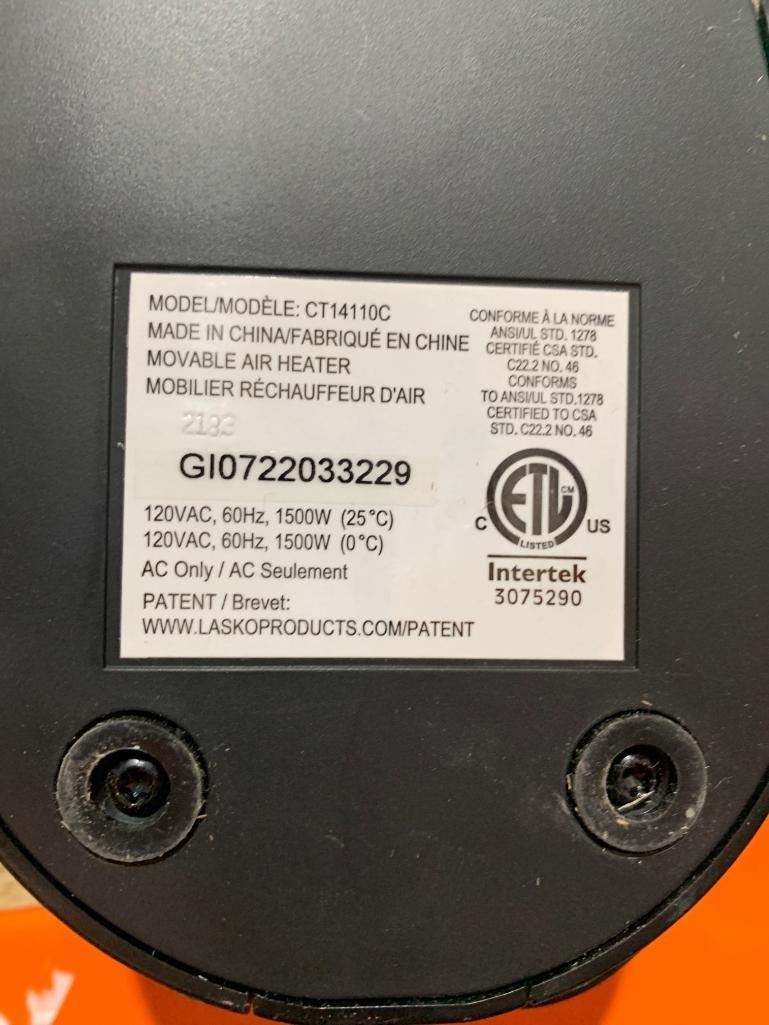 MODEL/MODÈLE: CT14110C
MADE IN CHINA/FABRIQUÉ EN CHINE
MOVABLE AIR HEATER
MOBILIER RÉCHAUFFEUR D'AIR
GI0722033229
120VAC, 60Hz, 1500W (25°C)
120VAC, 60Hz, 1500W (0°C)
AC Only / AC Seulement
PATENT / Brevet:
WWW.LASKOPRODUCTS.COM/PATENT
CONFORME À LA NORME
ANSI/UL STD. 1278
CERTIFIÉ CSA STD.
C22.2 NO. 46
CONFORMS
TO ANSI/UL STD.1278
CERTIFIED TO CSA
STD. C22.2 NO. 46
ETL CM
C US
LISTED
Intertek
3075290